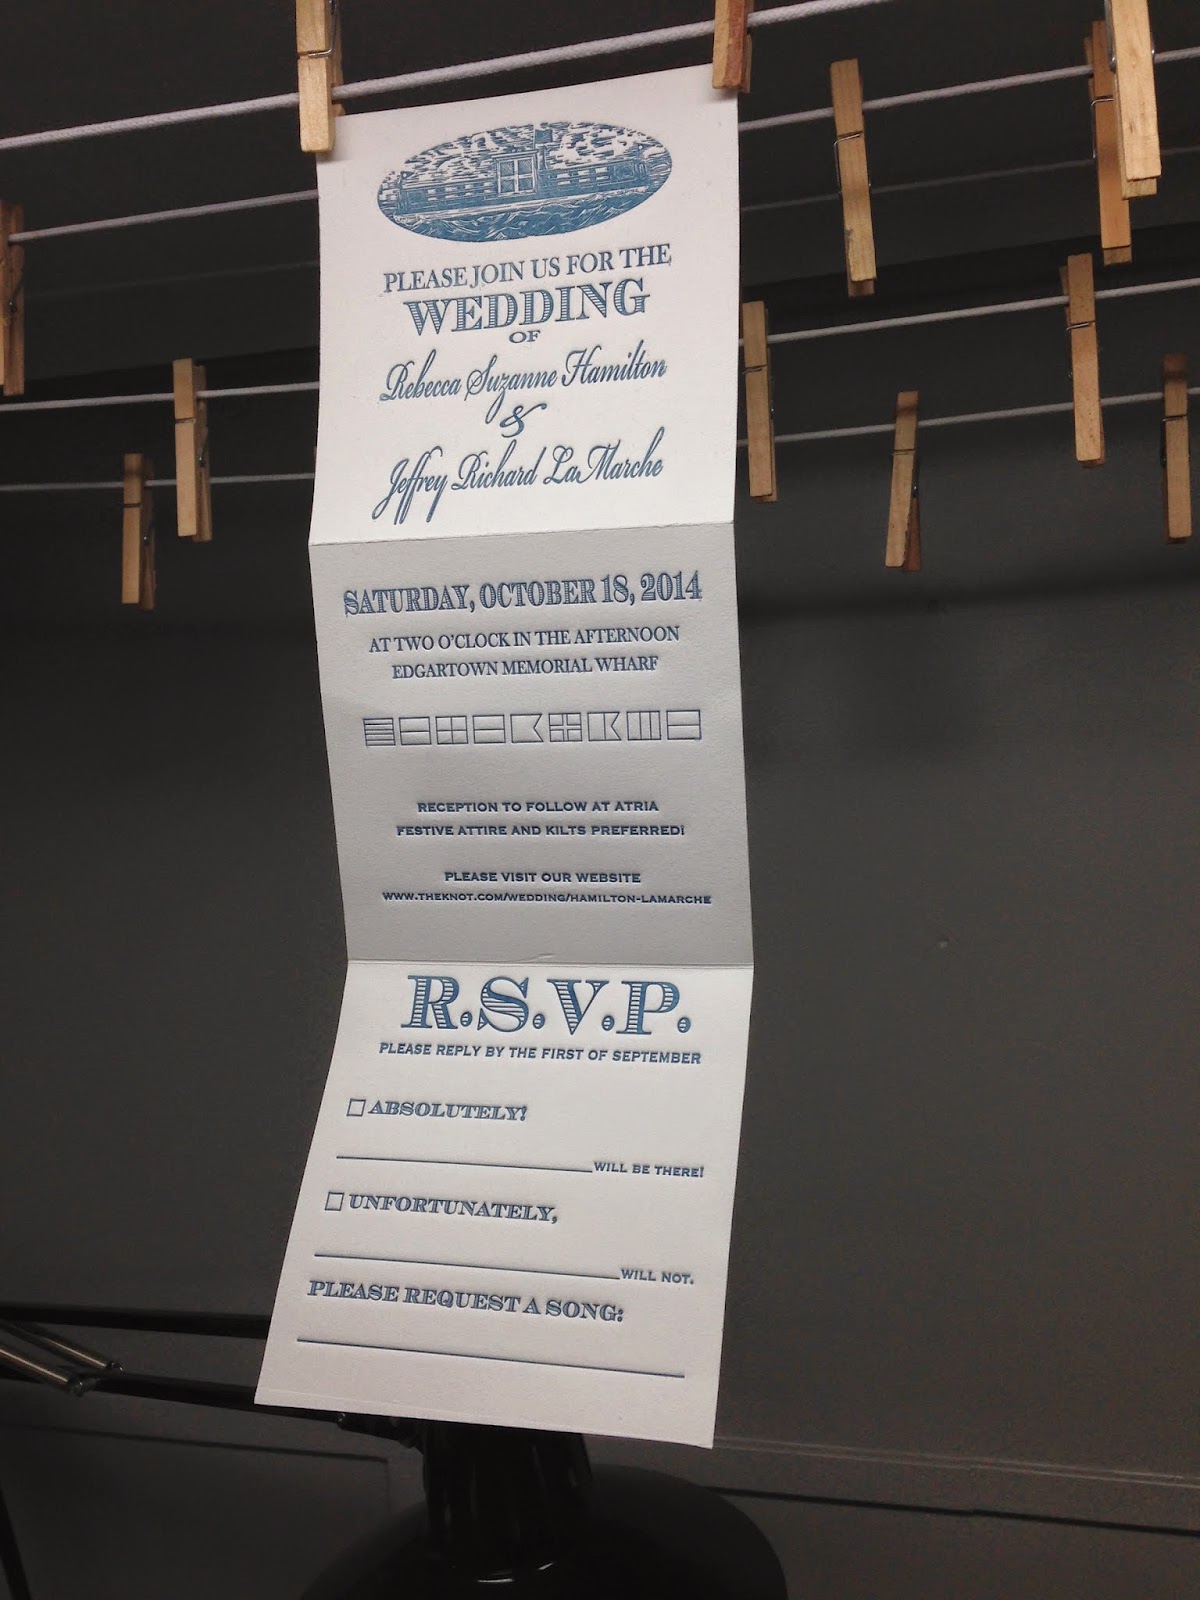 PLEASE JOIN US FOR THE
WEDDING
OF
Rebecca Suzanne Hamilton
&
Jeffrey Richard LaMarche
SATURDAY, OCTOBER 18, 2014
AT TWO O'CLOCK IN THE AFTERNOON
EDGARTOWN MEMORIAL WHARF
RECEPTION TO FOLLOW AT ATRIA
FESTIVE ATTIRE AND KILTS PREFERRED!
PLEASE VISIT OUR WEBSITE
WWW.THEKNOT.COM/WEDDING/HAMILTON-LAMARCHE
R.S.V.P.
PLEASE REPLY BY THE FIRST OF SEPTEMBER
ABSOLUTELY!
WILL BE THERE!
UNFORTUNATELY,
WILL NOT.
PLEASE REQUEST A SONG: